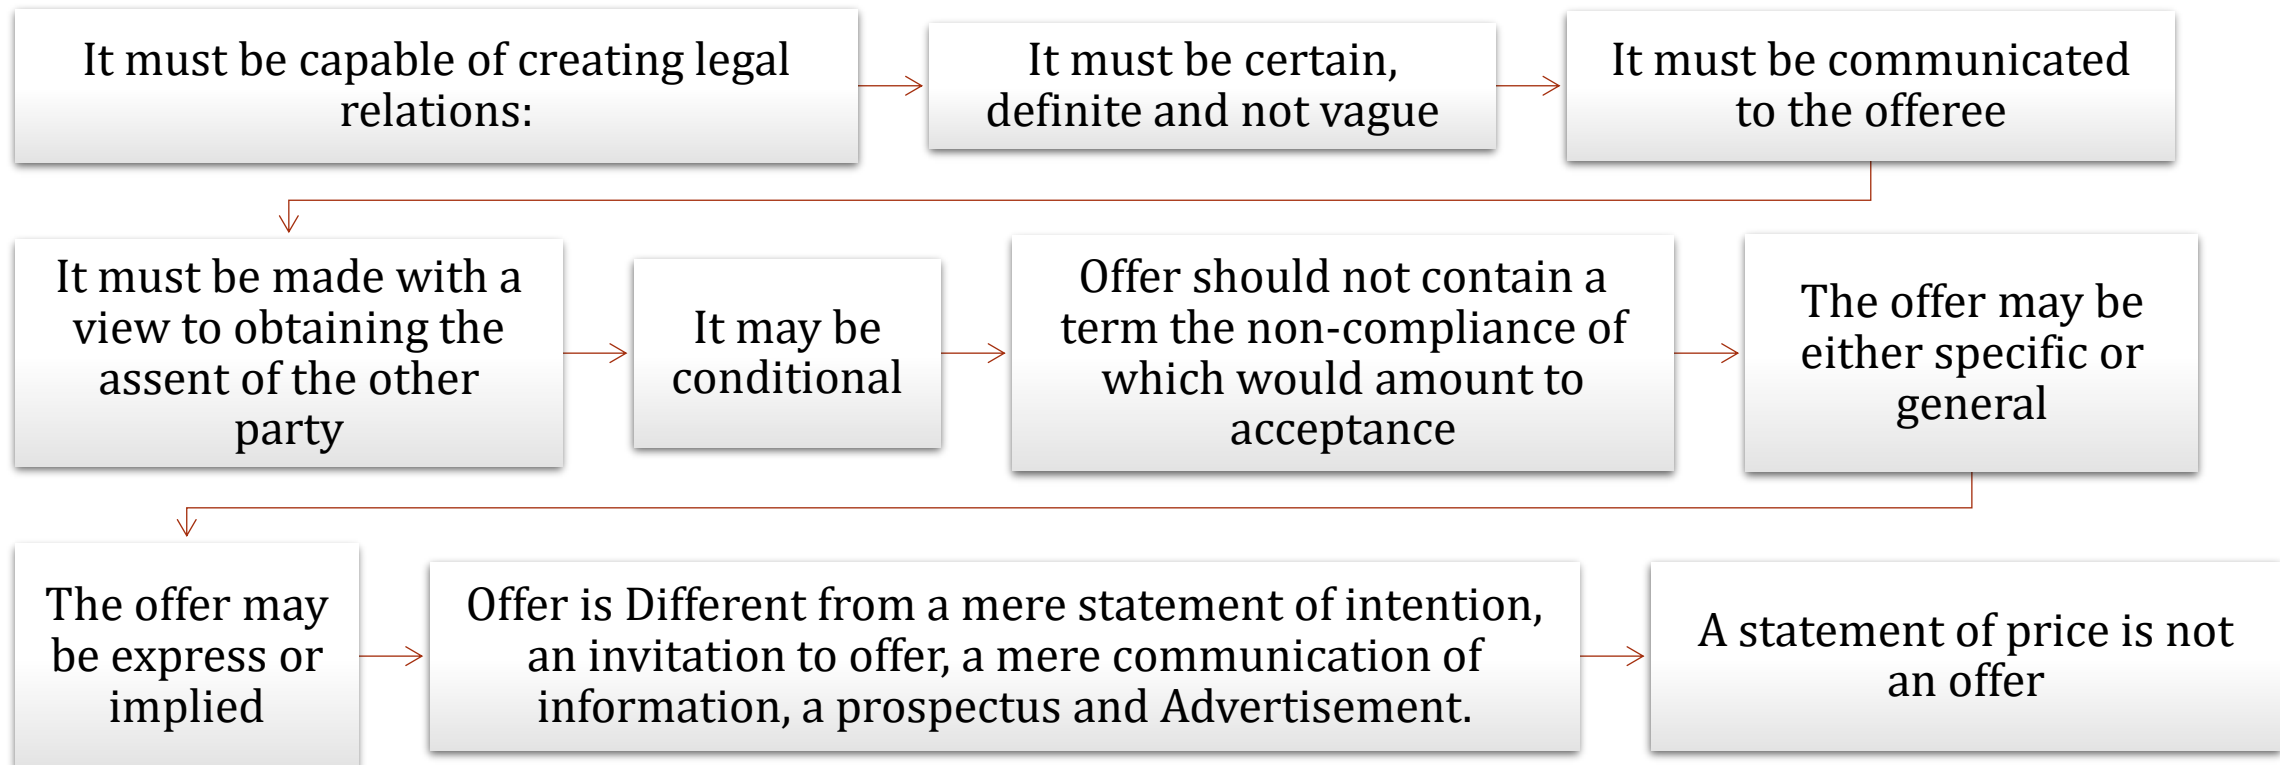 It must be capable of creating legal
relations:
It must be certain,
definite and not vague
It must be communicated
to the offeree
It must be made with a
view to obtaining the
assent of the other
party
It may be
conditional
Offer should not contain a
term the non-compliance of
which would amount to
acceptance
The offer may be
either specific or
general
The offer may
be express or
implied
Offer is Different from a mere statement of intention,
an invitation to offer, a mere communication of
information, a prospectus and Advertisement.
A statement of price is not
an offer